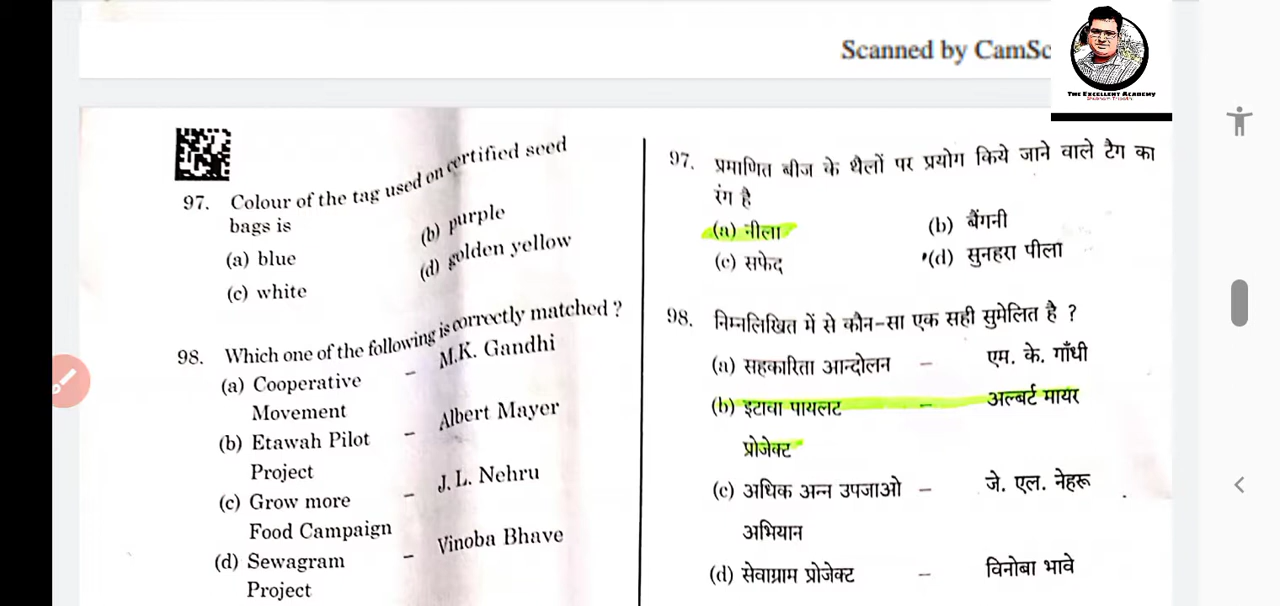 Scanned by CamSc
THE EXCELLENT ACADEMY
97. Colour of the tag used on certified seed
bags is
(a) blue
(b) purple
(c) white
(d) golden yellow
98. Which one of the following is correctly matched ?
(a) Cooperative – M.K. Gandhi
Movement
(b) Etawah Pilot – Albert Mayer
Project
(c) Grow more – J. L. Nehru
Food Campaign
(d) Sewagram – Vinoba Bhave
Project
97. प्रमाणित बीज के थैलों पर प्रयोग किये जाने वाले टैग का
रंग है
(a) नीला
(b) बैंगनी
(c) सफेद
(d) सुनहरा पीला
98. निम्नलिखित में से कौन-सा एक सही सुमेलित है ?
(a) सहकारिता आन्दोलन – एम. के. गाँधी
(b) इटावा पायलट – अल्बर्ट मायर
प्रोजेक्ट
(c) अधिक अन्न उपजाओ – जे. एल. नेहरू
अभियान
(d) सेवाग्राम प्रोजेक्ट – विनोबा भावे